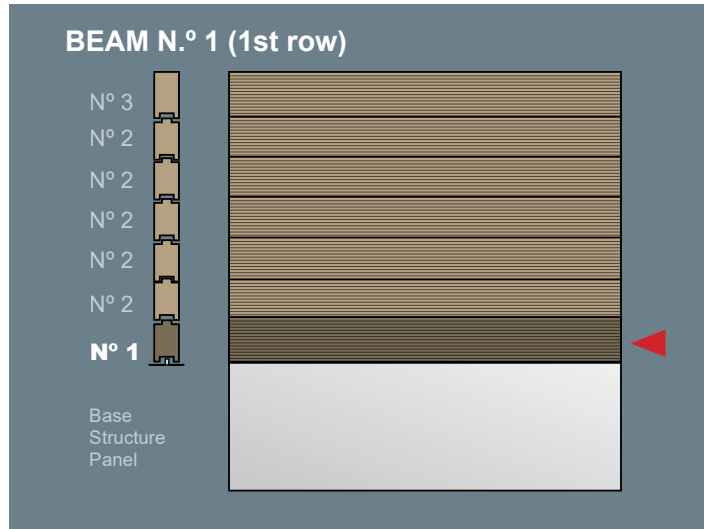 BEAM N.º 1 (1st row)
Nº 3
Nº 2
Nº 2
Nº 2
Nº 2
Nº 2
Nº 1
Base
Structure
Panel